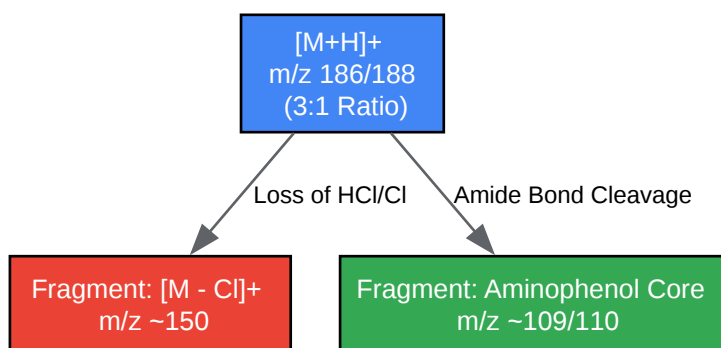 [M+H]+
m/z 186/188
(3:1 Ratio)
Loss of HCl/Cl
Amide Bond Cleavage
Fragment: [M - Cl]+
m/z ~150
Fragment: Aminophenol Core
m/z ~109/110